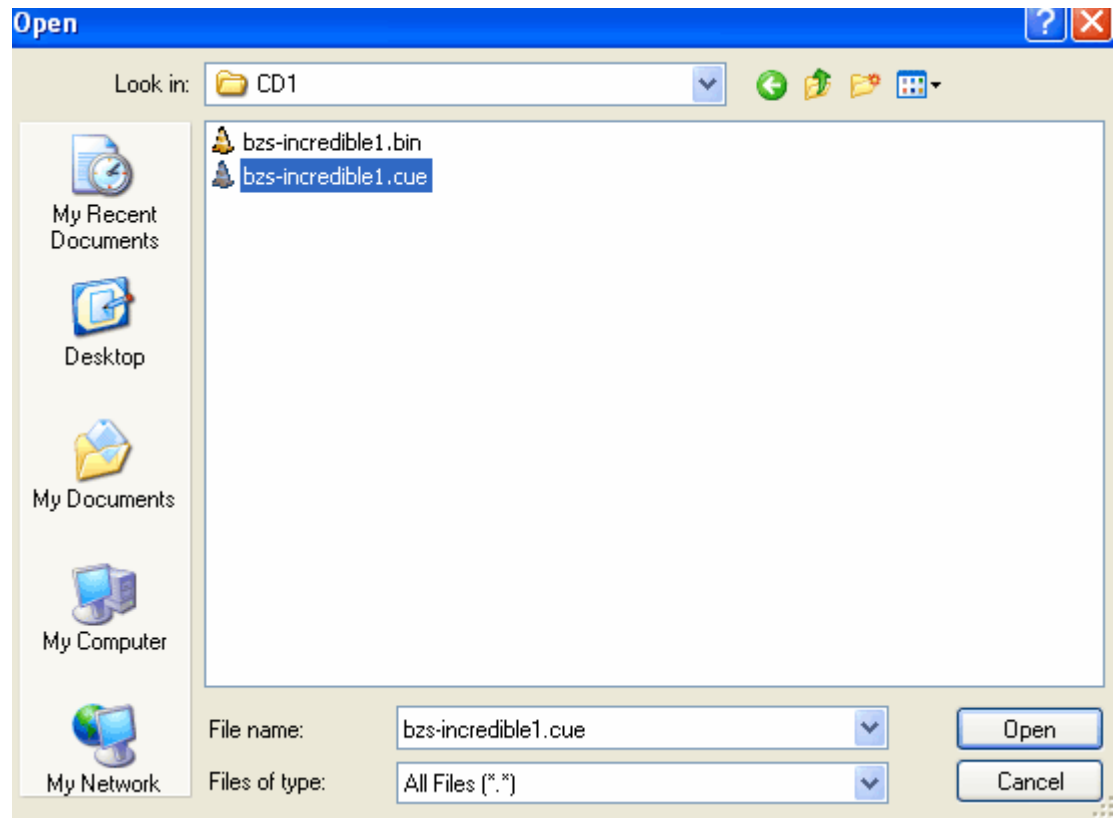 Open
Look in:
CD1
bzs-incredible1.bin
bzs-incredible1.cue
My Recent
Documents
Desktop
My Documents
My Computer
My Network
File name:
bzs-incredible1.cue
Open
Files of type:
All Files (*.*)
Cancel